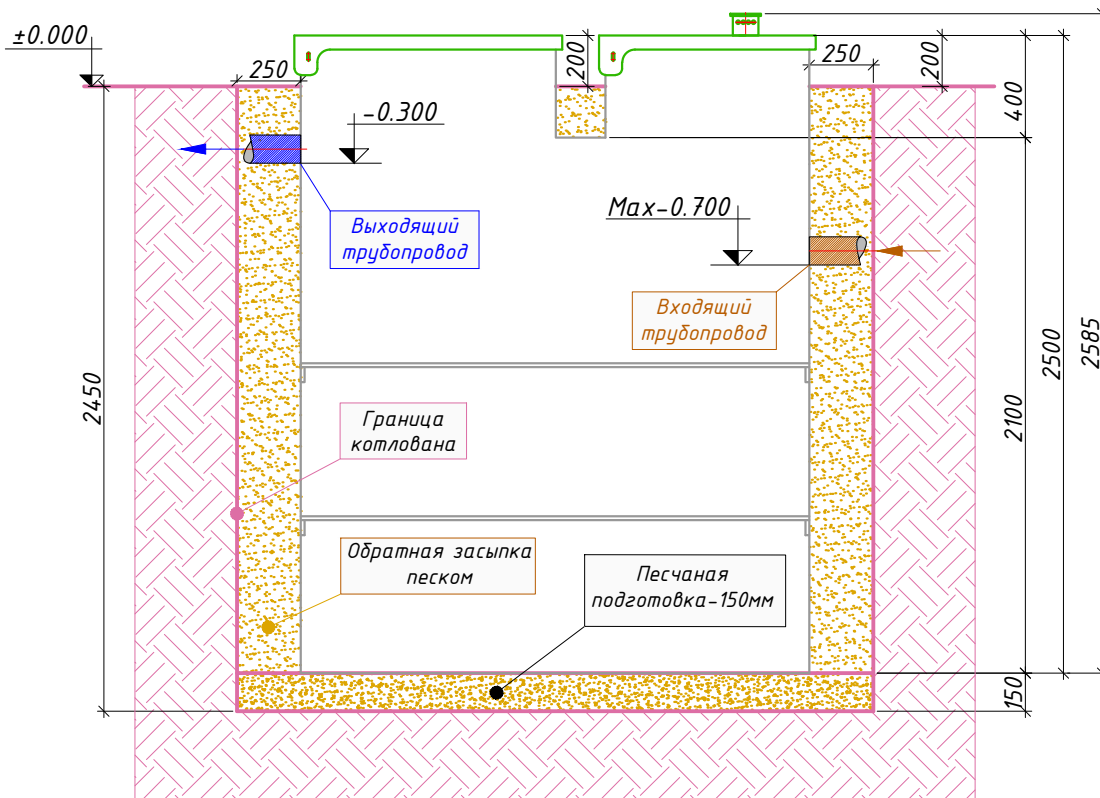 ±0.000
250
200
250
200
400
-0.300
Max-0.700
Выходящий
трубопровод
Входящий
трубопровод
2450
2500
2585
2100
Граница
котлована
Обратная засыпка
песком
Песчаная
подготовка-150мм
150